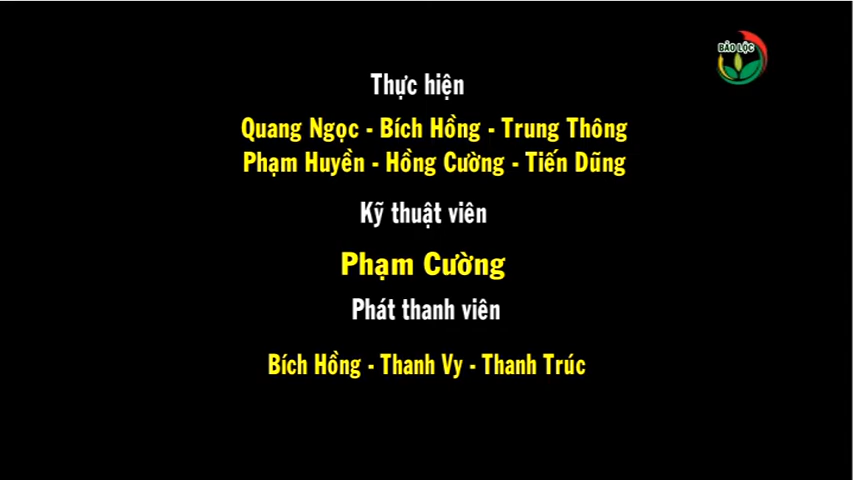 BẢO LỘC
Thực hiện
Quang Ngọc - Bích Hồng - Trung Thông
Phạm Huyền - Hồng Cường - Tiến Dũng
Kỹ thuật viên
Phạm Cường
Phát thanh viên
Bích Hồng - Thanh Vy - Thanh Trúc